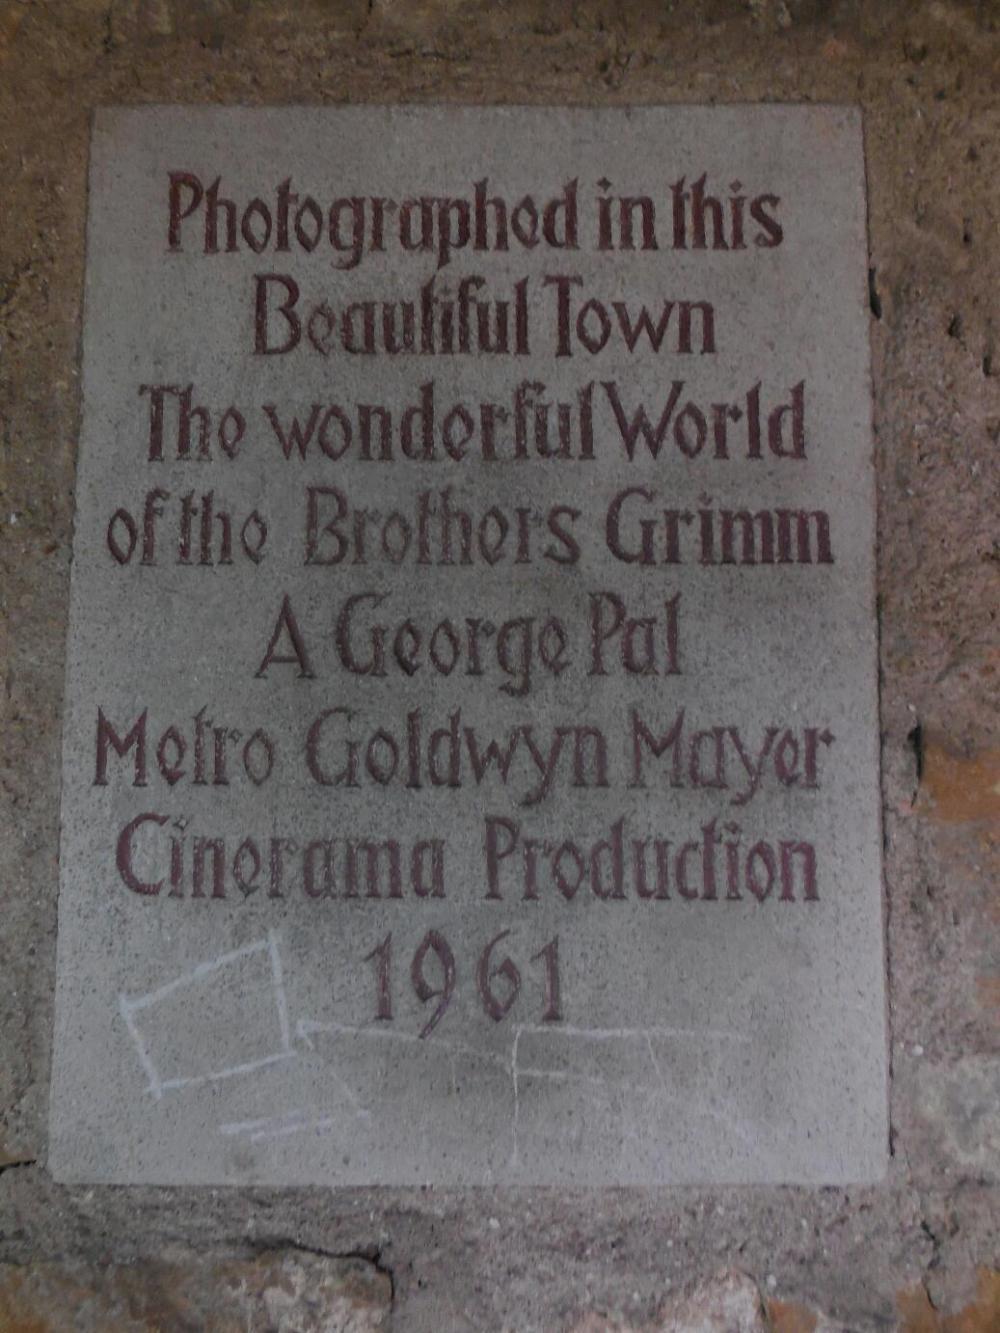 Photographed in this
Beautiful Town
The wonderful World
of the Brothers Grimm
A George Pal
Metro Goldwyn Mayer
Cinerama Production
1961